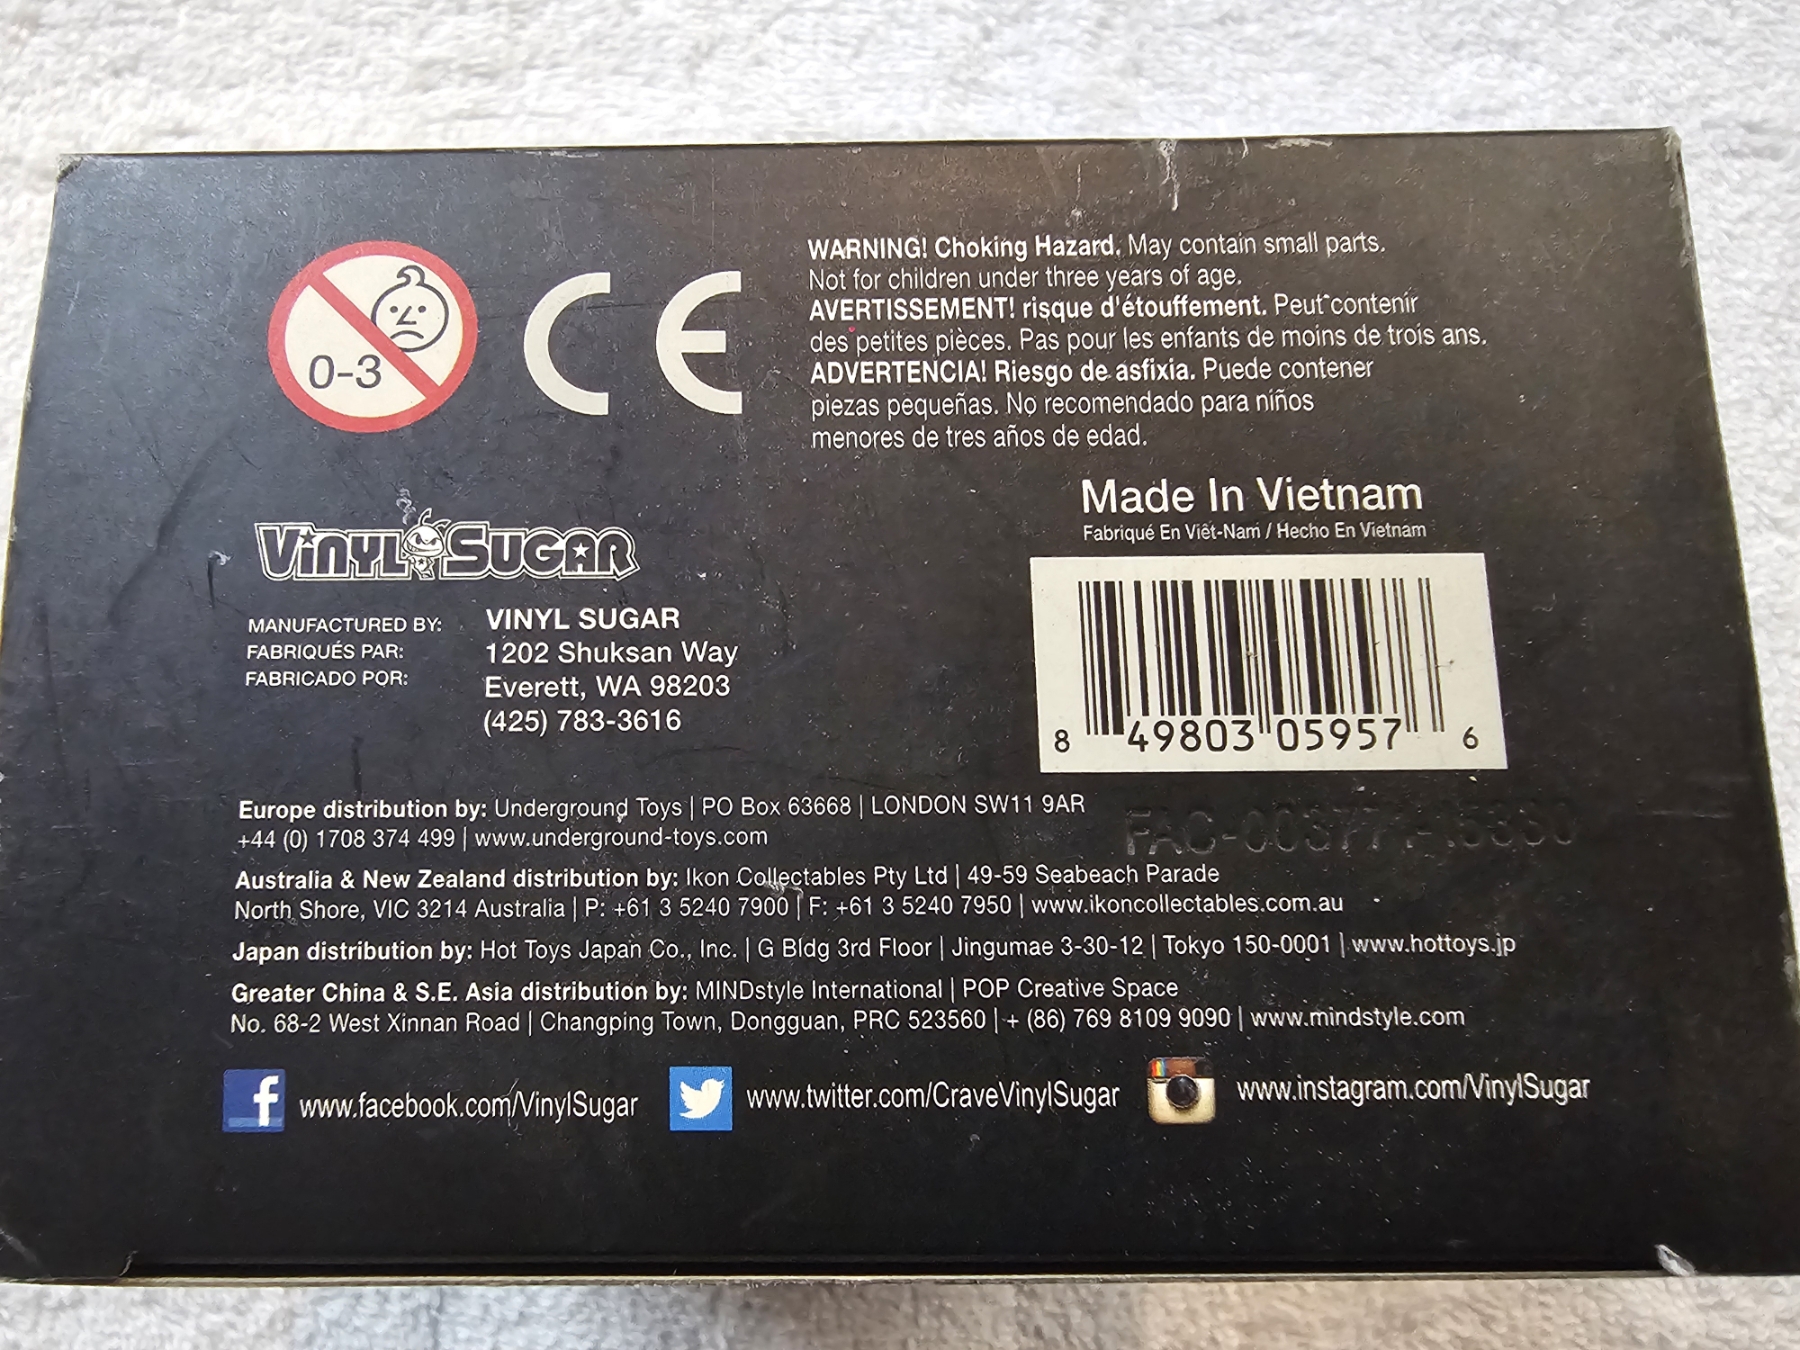 0-3
CE
WARNING! Choking Hazard. May contain small parts.
Not for children under three years of age.
AVERTISSEMENT! risque d'étouffement. Peut contenir
des petites pièces. Pas pour les enfants de moins de trois ans.
ADVERTENCIA! Riesgo de asfixia. Puede contener
piezas pequeñas. No recomendado para niños
menores de tres años de edad.
Made In Vietnam
Fabriqué En Viêt-Nam / Hecho En Vietnam
VINYL SUGAR
MANUFACTURED BY:
FABRIQUÉS PAR:
FABRICADO POR:
VINYL SUGAR
1202 Shuksan Way
Everett, WA 98203
(425) 783-3616
8 49803 05957 6
Europe distribution by: Underground Toys | PO Box 63668 | LONDON SW11 9AR
+44 (0) 1708 374 499 | www.underground-toys.com
Australia & New Zealand distribution by: Ikon Collectables Pty Ltd | 49-59 Seabeach Parade
North Shore, VIC 3214 Australia | P: +61 3 5240 7900 | F: +61 3 5240 7950 | www.ikoncollectables.com.au
Japan distribution by: Hot Toys Japan Co., Inc. | G Bldg 3rd Floor | Jingumae 3-30-12 | Tokyo 150-0001 | www.hottoys.jp
Greater China & S.E. Asia distribution by: MINDstyle International | POP Creative Space
No. 68-2 West Xinnan Road | Changping Town, Dongguan, PRC 523560 | + (86) 769 8109 9090 | www.mindstyle.com
www.facebook.com/VinylSugar
www.twitter.com/CraveVinylSugar
www.instagram.com/VinylSugar